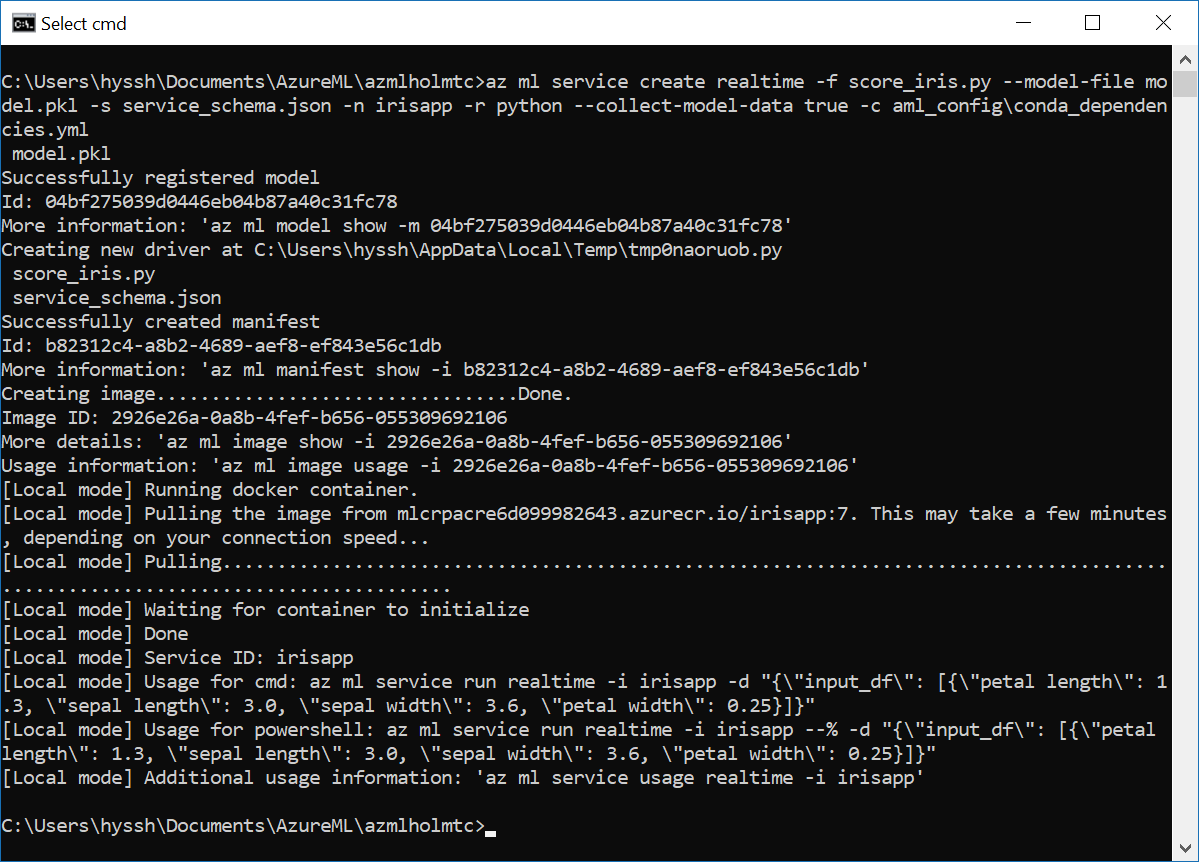 Select cmd
C:\Users\hyssh\Documents\AzureML\azmlholmtc>az ml service create realtime -f score_iris.py --model-file mo
del.pkl -s service_schema.json -n irisapp -r python --collect-model-data true -c aml_config\conda_dependen
cies.yml
 model.pkl
Successfully registered model
Id: 04bf275039d0446eb04b87a40c31fc78
More information: 'az ml model show -m 04bf275039d0446eb04b87a40c31fc78'
Creating new driver at C:\Users\hyssh\AppData\Local\Temp\tmp0naoruob.py
 score_iris.py
 service_schema.json
Successfully created manifest
Id: b82312c4-a8b2-4689-aef8-ef843e56c1db
More information: 'az ml manifest show -i b82312c4-a8b2-4689-aef8-ef843e56c1db'
Creating image.................................Done.
Image ID: 2926e26a-0a8b-4fef-b656-055309692106
More details: 'az ml image show -i 2926e26a-0a8b-4fef-b656-055309692106'
Usage information: 'az ml image usage -i 2926e26a-0a8b-4fef-b656-055309692106'
[Local mode] Running docker container.
[Local mode] Pulling the image from mlcrpacre6d099982643.azurecr.io/irisapp:7. This may take a few minutes
, depending on your connection speed...
[Local mode] Pulling......................................................................................
.........................................
[Local mode] Waiting for container to initialize
[Local mode] Done
[Local mode] Service ID: irisapp
[Local mode] Usage for cmd: az ml service run realtime -i irisapp -d "{\"input_df\": [{\"petal length\": 1
.3, \"sepal length\": 3.0, \"sepal width\": 3.6, \"petal width\": 0.25}]}"
[Local mode] Usage for powershell: az ml service run realtime -i irisapp --% -d "{\"input_df\": [{\"petal 
length\": 1.3, \"sepal length\": 3.0, \"sepal width\": 3.6, \"petal width\": 0.25}]}"
[Local mode] Additional usage information: 'az ml service usage realtime -i irisapp'
C:\Users\hyssh\Documents\AzureML\azmlholmtc>